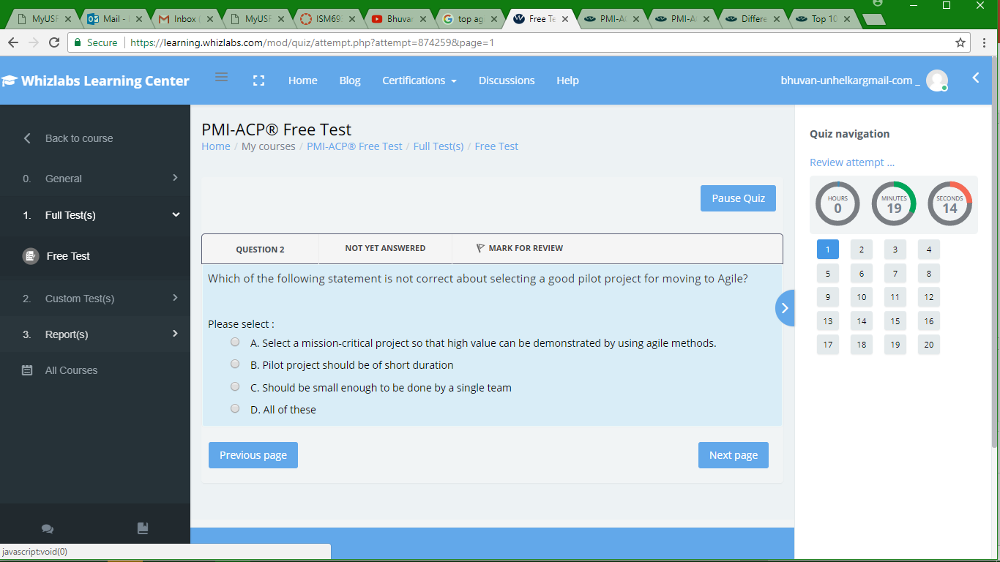 MyUSF
Mail -
Inbox (
MyUSF
ISM69
Bhuvan
top ag
Free Te
PMI-A
PMI-A
Differe
Top 10
Secure
https://learning.whizlabs.com/mod/quiz/attempt.php?attempt=874259&page=1
Whizlabs Learning Center
Home
Blog
Certifications
Discussions
Help
bhuvan-unhelkargmail-com _
Back to course
0. General
1. Full Test(s)
Free Test
2. Custom Test(s)
3. Report(s)
All Courses
PMI-ACP® Free Test
Home / My courses / PMI-ACP® Free Test / Full Test(s) / Free Test
Pause Quiz
QUESTION 2
NOT YET ANSWERED
MARK FOR REVIEW
Which of the following statement is not correct about selecting a good pilot project for moving to Agile?
Please select :
A. Select a mission-critical project so that high value can be demonstrated by using agile methods.
B. Pilot project should be of short duration
C. Should be small enough to be done by a single team
D. All of these
Previous page
Next page
Quiz navigation
Review attempt ...
HOURS
0
MINUTES
19
SECONDS
14
1 2 3 4
5 6 7 8
9 10 11 12
13 14 15 16
17 18 19 20
javascript:void(0)